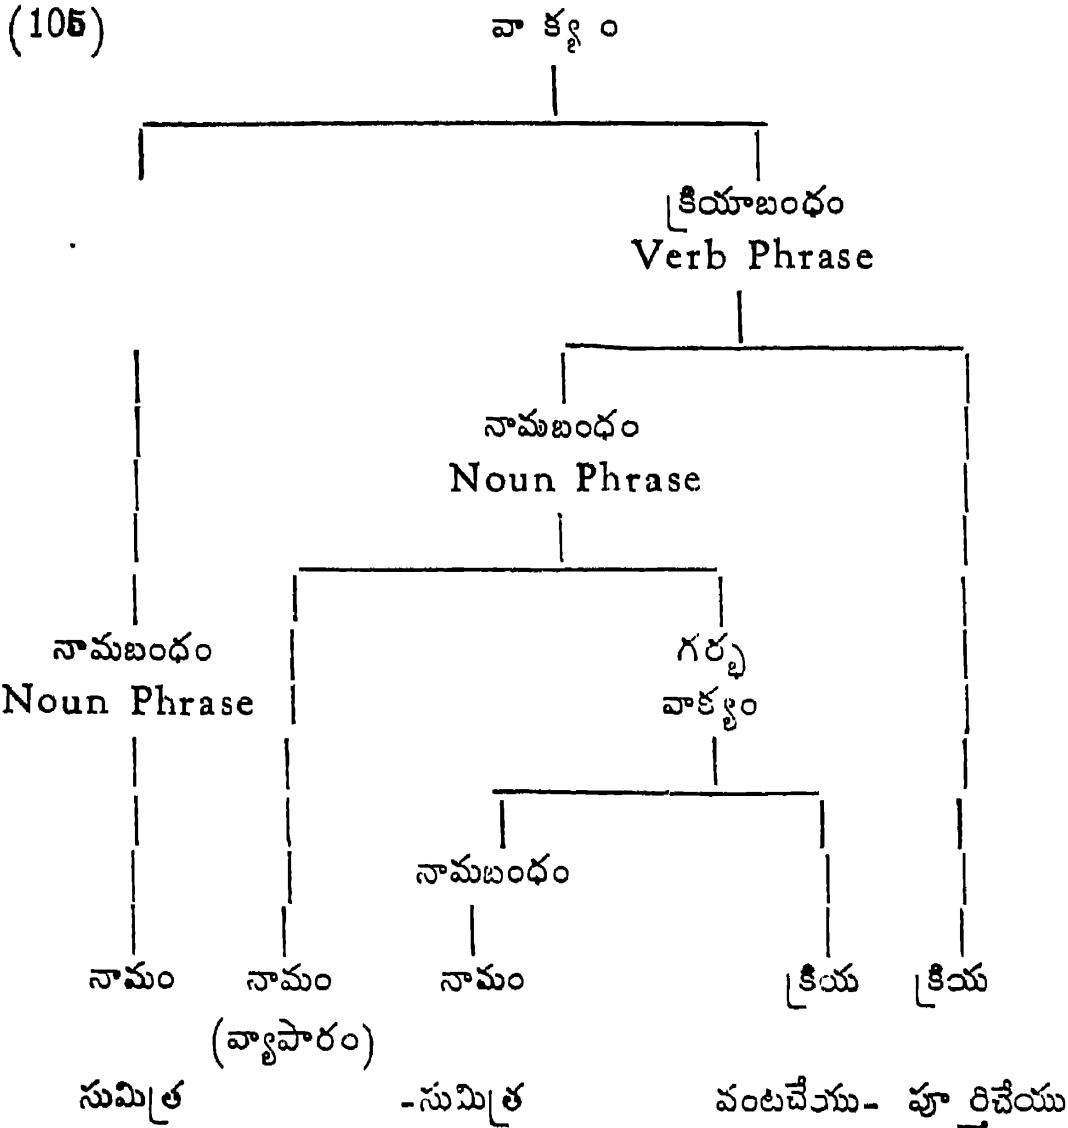 (105) వాక్యం
క్రియాబంధం
Verb Phrase
నామబంధం
Noun Phrase
నామబంధం గర్భ
Noun Phrase వాక్యం
నామబంధం
నామం నామం నామం క్రియ క్రియ
(వ్యాపారం)
సుమిత్ర -సుమిత్ర వంటచేయు- పూర్తిచేయు